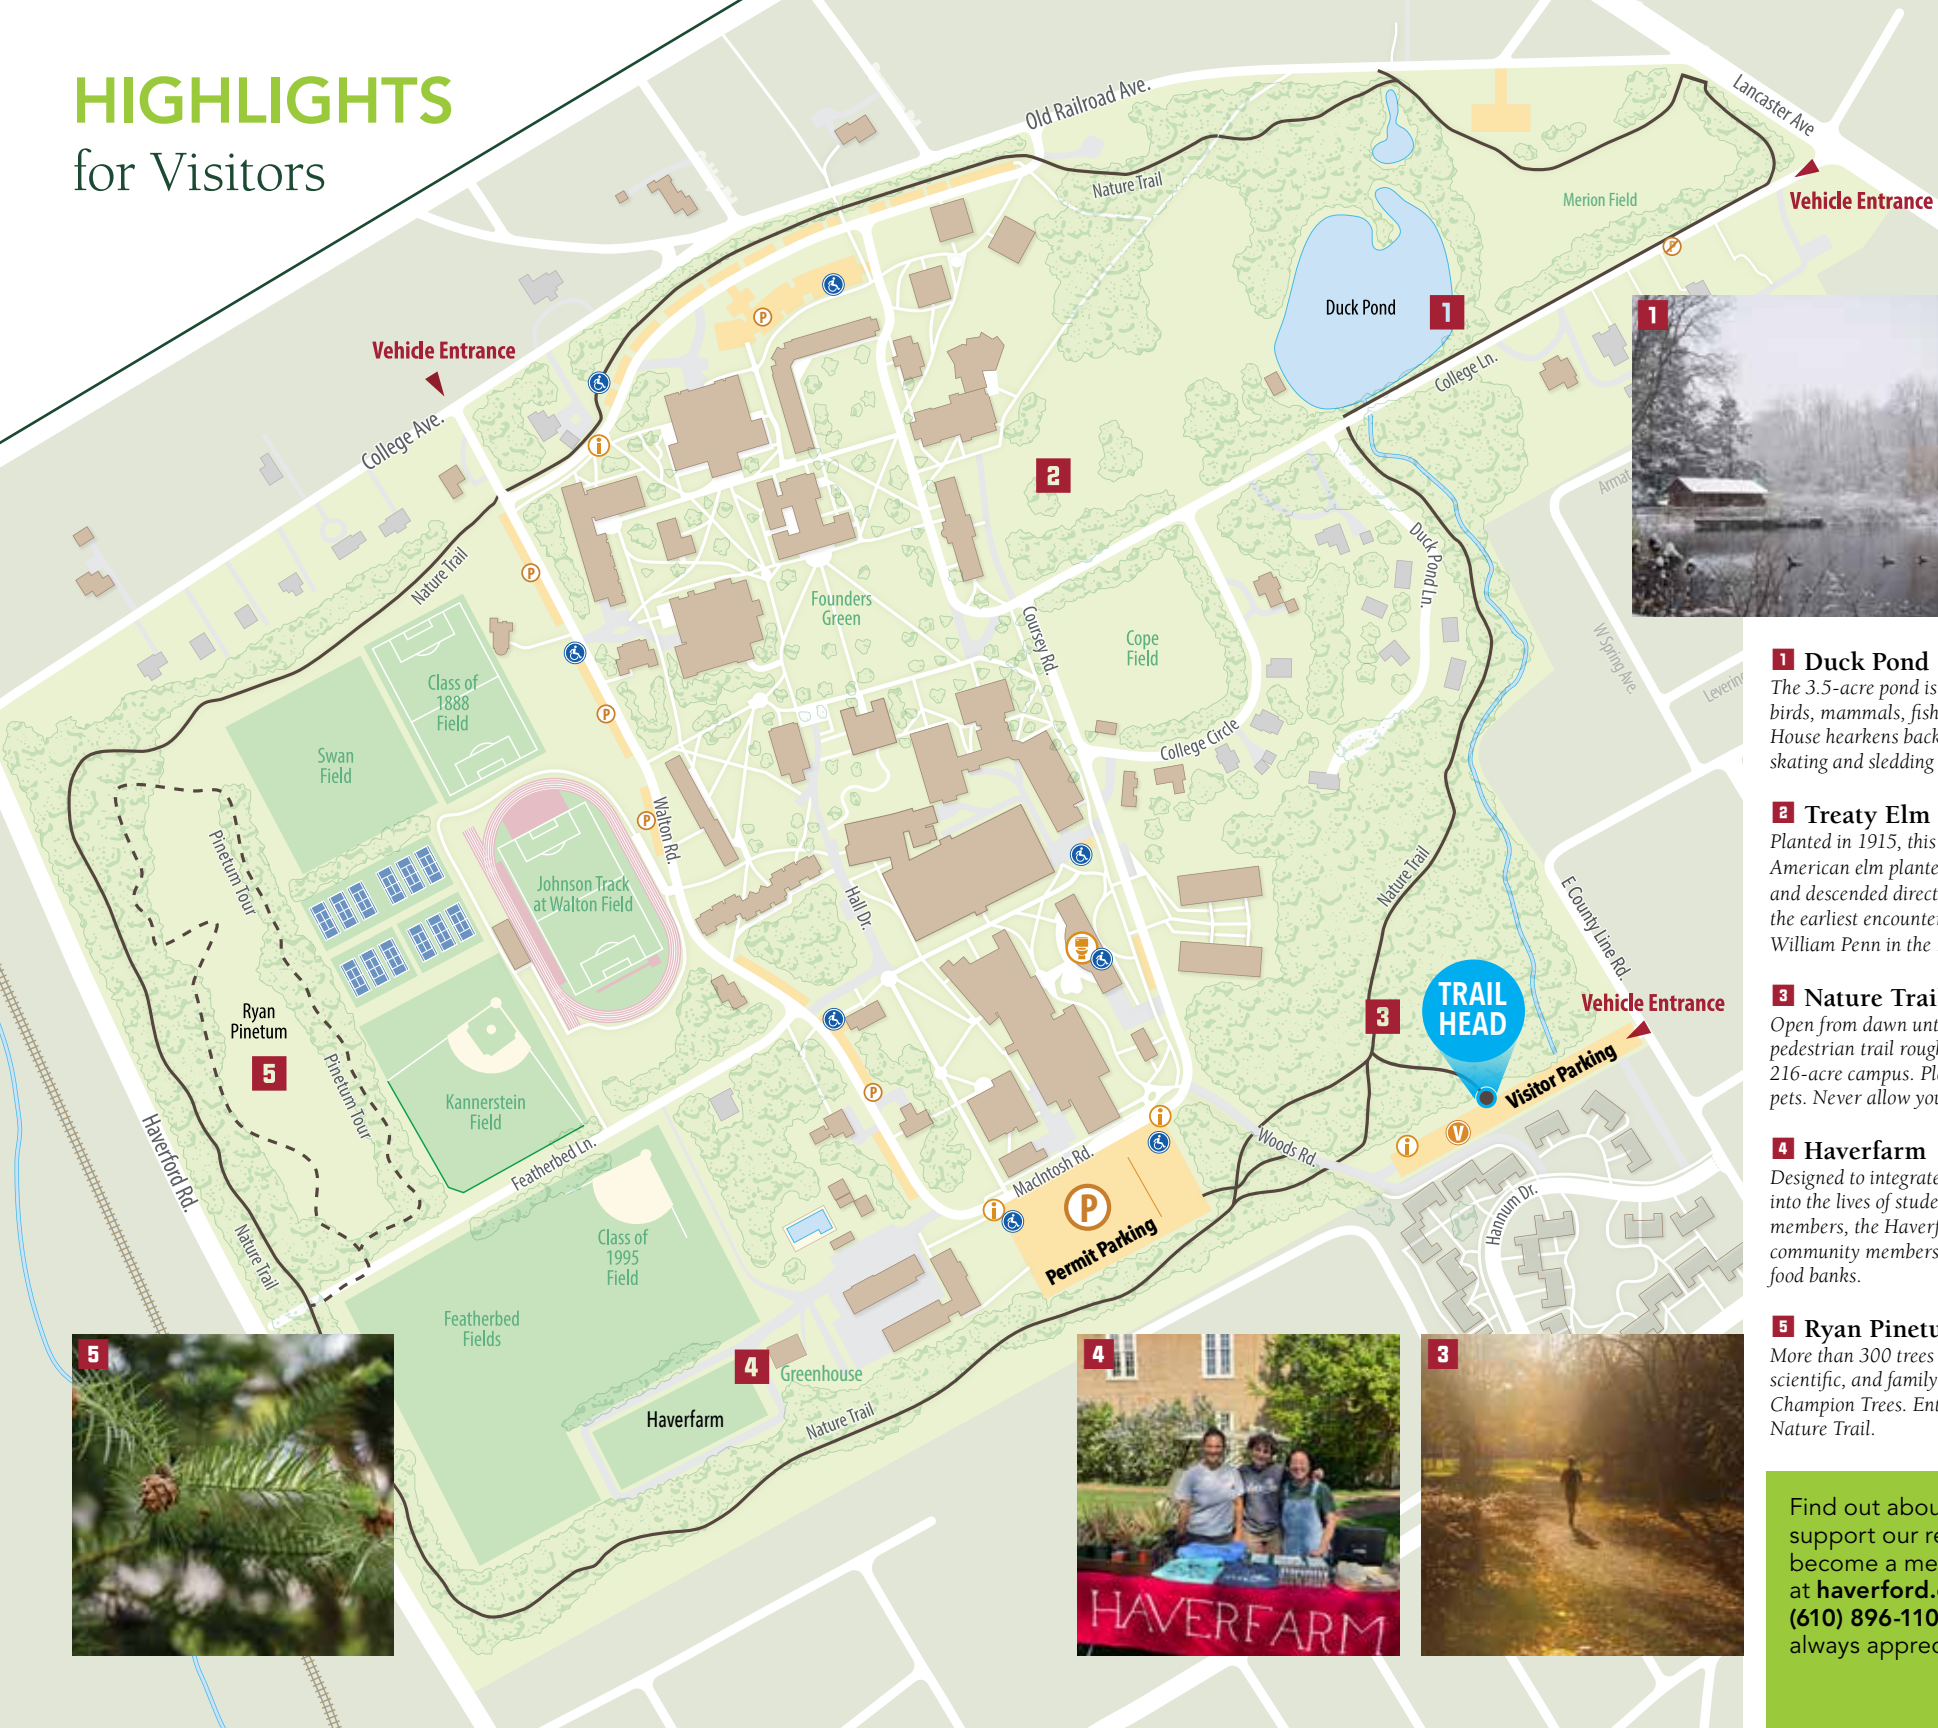 HIGHLIGHTS
for Visitors
Old Railroad Ave.
Lancaster Ave
Vehicle Entrance
Nature Trail
Merion Field
Duck Pond
1
1
College Ln.
Vehicle Entrance
College Ave.
P
i
2
Nature Trail
P
Founders
Green
Coursey Rd.
Cope
Field
Duck Pond Ln.
W Spring Ave.
Class of
1888
Field
Swan
Field
P
College Circle
Walton Rd.
P
Pinetum Tour
Johnson Track
at Walton Field
Hall Dr.
Nature Trail
E County Line Rd.
Ryan
Pinetum
5
Pinetum Tour
3
TRAIL
HEAD
Vehicle Entrance
Visitor Parking
V
i
Kannerstein
Field
P
i
Haverford Rd.
Featherbed Ln.
MacIntosh Rd.
Woods Rd.
Hannum Dr.
i
P
Permit Parking
Nature Trail
Class of
1995
Field
Featherbed
Fields
4
Greenhouse
Haverfarm
Nature Trail
5
4
HAVERFARM
3
1 Duck Pond
The 3.5-acre pond is
birds, mammals, fish
House hearkens back
skating and sledding
2 Treaty Elm
Planted in 1915, this
American elm plante
and descended direct
the earliest encounter
William Penn in the
3 Nature Trai
Open from dawn unt
pedestrian trail rough
216-acre campus. Ple
pets. Never allow you
4 Haverfarm
Designed to integrate
into the lives of stude
members, the Haverf
community members
food banks.
5 Ryan Pinetu
More than 300 trees
scientific, and family
Champion Trees. Ent
Nature Trail.
Find out abou
support our re
become a me
at haverford.
(610) 896-110
always apprec